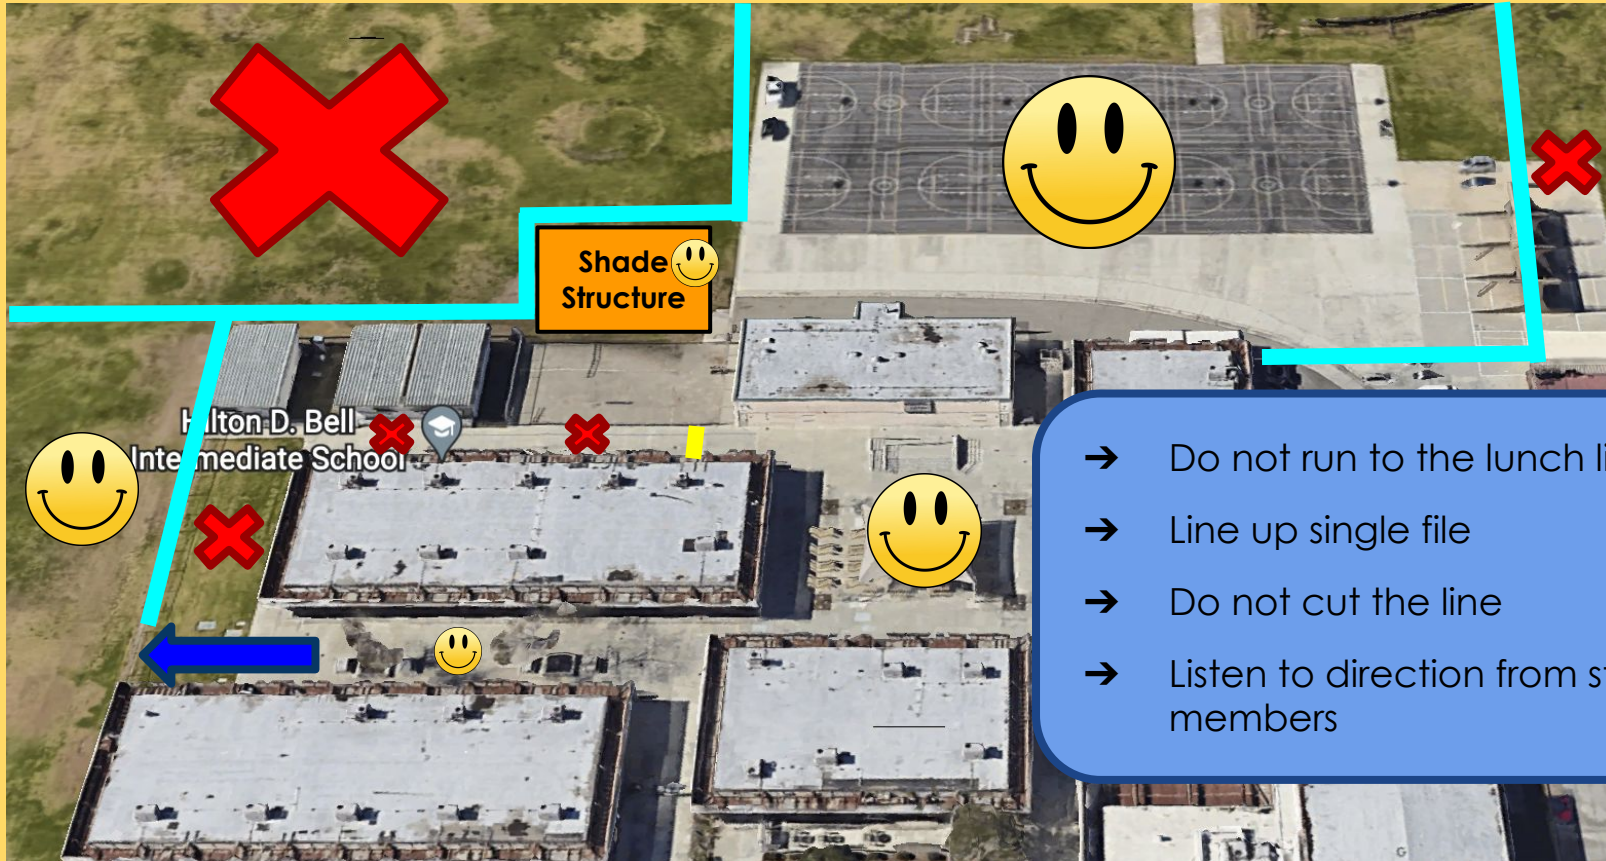 Shade
Structure
Hilton D. Bell
Intermediate School
➔ Do not run to the lunch
➔ Line up single file
➔ Do not cut the line
➔ Listen to direction from
members